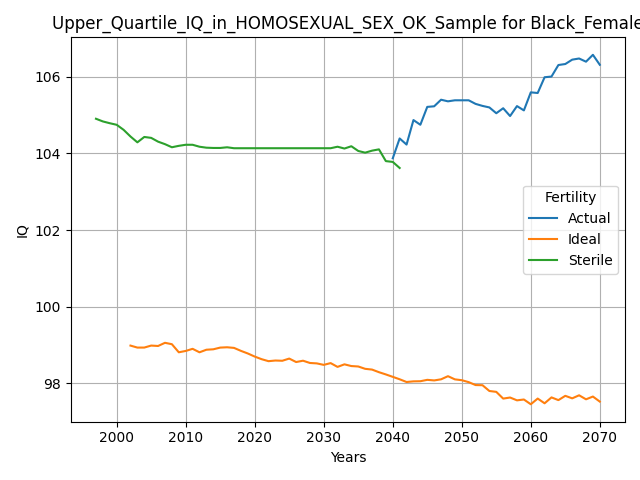 Upper_Quartile_IQ_in_HOMOSEXUAL_SEX_OK_Sample for Black_Female
106
104
102
100
98
IQ
Fertility
Actual
Ideal
Sterile
2000 2010 2020 2030 2040 2050 2060 2070
Years